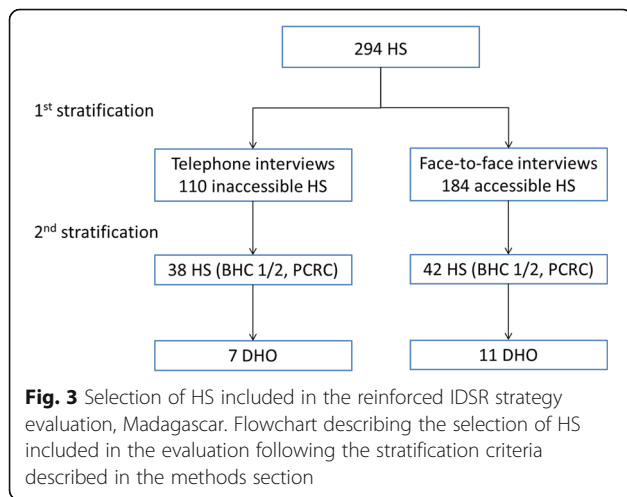 294 HS
1st stratification
Telephone interviews
110 inaccessible HS
Face-to-face interviews
184 accessible HS
2nd stratification
38 HS (BHC 1/2, PCRC)
42 HS (BHC 1/2, PCRC)
7 DHO
11 DHO
Fig. 3 Selection of HS included in the reinforced IDSR strategy
evaluation, Madagascar. Flowchart describing the selection of HS
included in the evaluation following the stratification criteria
described in the methods section